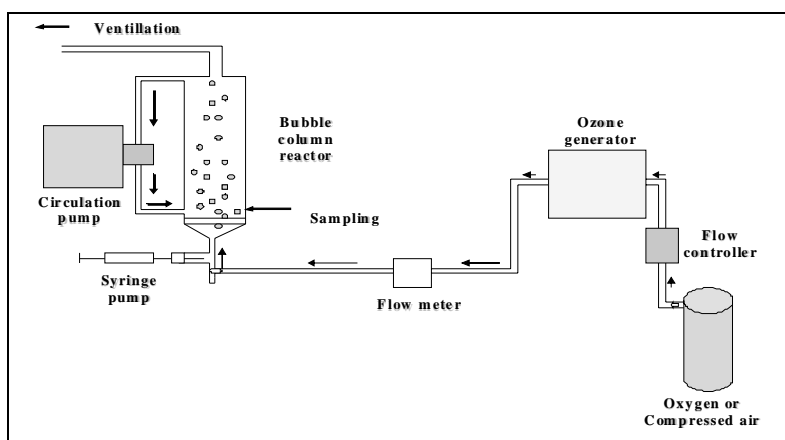 Ventillation
Bubble
column
reactor
Ozone
generator
Circulation
pump
Sampling
Flow
controller
Syringe
pump
Flow meter
Oxygen or
Compressed air